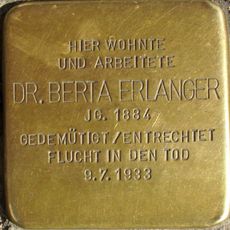 HIER WOHNTE
UND ARBEITETE
DR. BERTA ERLANGER
JG. 1884
GEDEMÜTIGT/ENTRECHTET
FLUCHT IN DEN TOD
9.7.1933